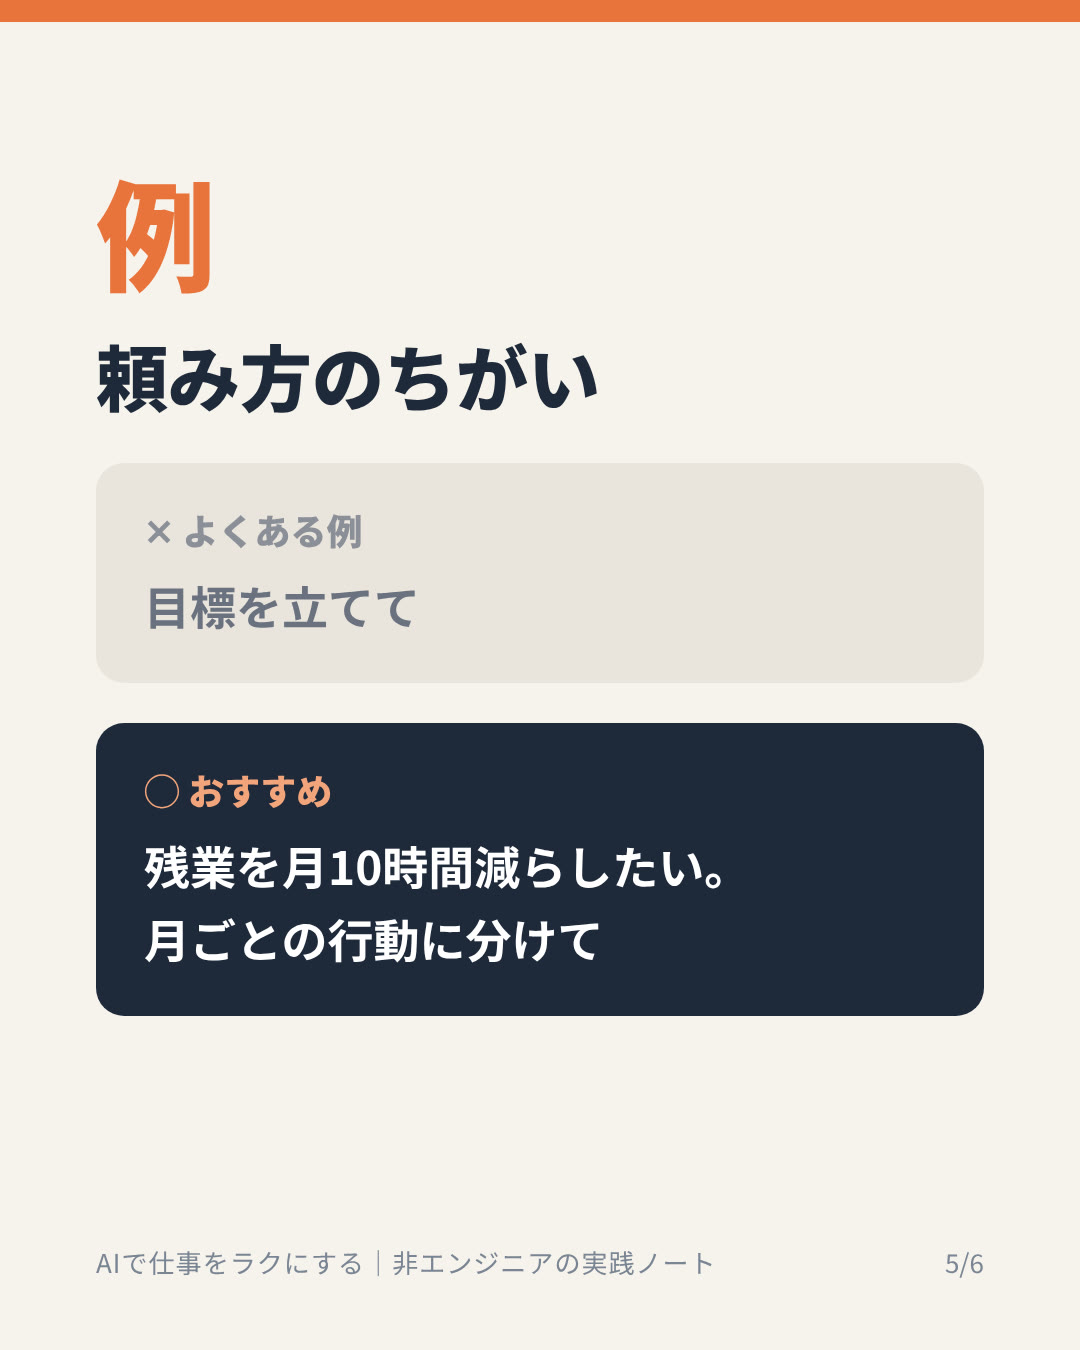 例
頼み方のちがい
× よくある例
目標を立てて
◯ おすすめ
残業を月10時間減らしたい。
月ごとの行動に分けて
AIで仕事をラクにする｜非エンジニアの実践ノート
5/6